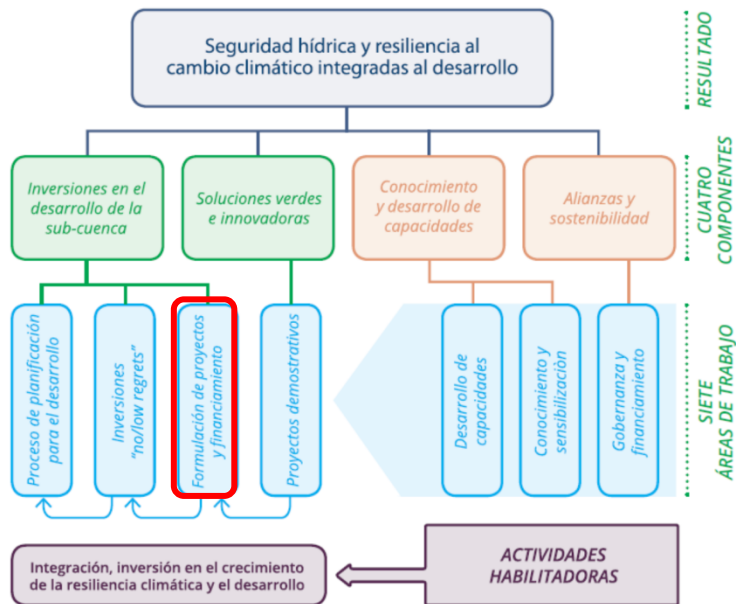 Seguridad hídrica y resiliencia al
cambio climático integradas al desarrollo
RESULTADO
Inversiones en el
desarrollo de la
sub-cuenca
Soluciones verdes
e innovadoras
Conocimiento
y desarrollo de
capacidades
Alianzas y
sostenibilidad
CUATRO
COMPONENTES
Proceso de planificación
para el desarrollo
Inversiones
"no/low regrets"
Formulación de proyectos
y financiamiento
Proyectos demostrativos
Desarrollo de
capacidades
Conocimiento y
sensibilización
Gobernanza y
financiamiento
SIETE
ÁREAS DE TRABAJO
Integración, inversión en el crecimiento
de la resiliencia climática y el desarrollo
ACTIVIDADES
HABILITADORAS